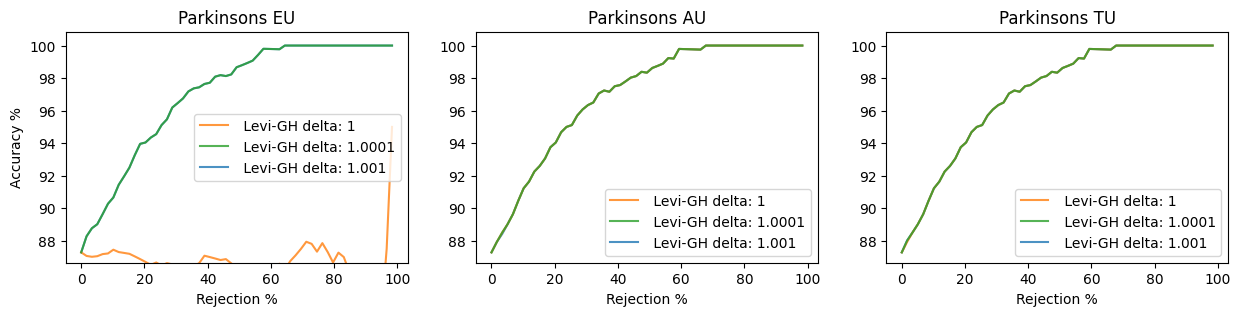 Parkinsons EU
Parkinsons AU
Parkinsons TU
Accuracy %
100
98
96
94
92
90
88
0
20
40
60
80
100
Rejection %
Levi-GH delta: 1
Levi-GH delta: 1.0001
Levi-GH delta: 1.001
100
98
96
94
92
90
88
0
20
40
60
80
100
Rejection %
Levi-GH delta: 1
Levi-GH delta: 1.0001
Levi-GH delta: 1.001
100
98
96
94
92
90
88
0
20
40
60
80
100
Rejection %
Levi-GH delta: 1
Levi-GH delta: 1.0001
Levi-GH delta: 1.001